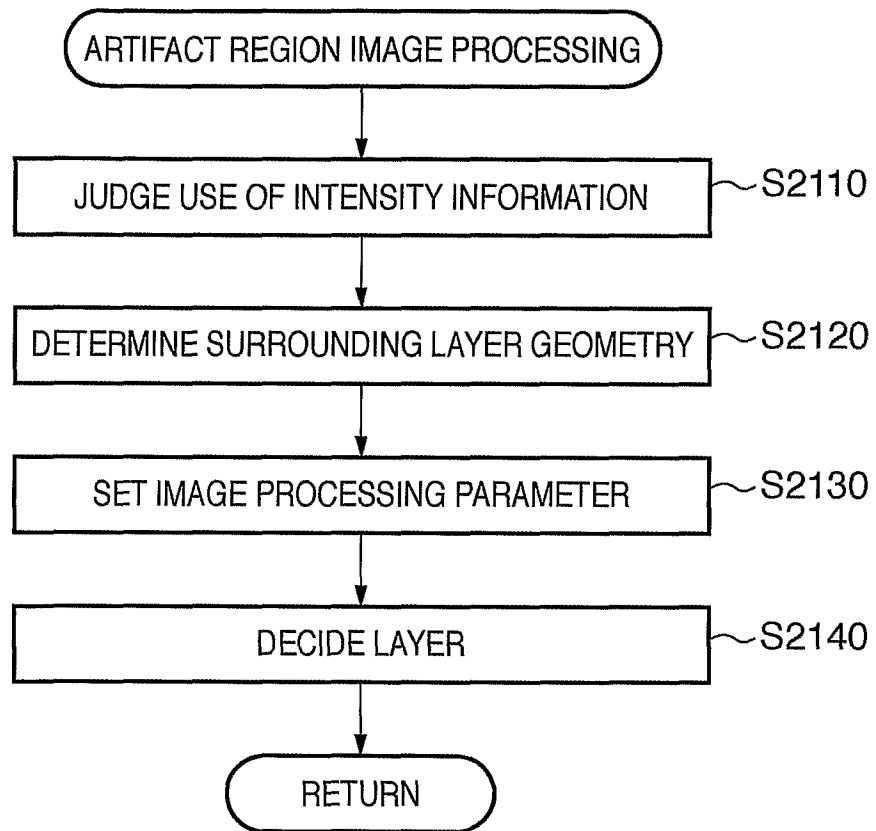 ARTIFACT REGION IMAGE PROCESSING
JUDGE USE OF INTENSITY INFORMATION
S2110
DETERMINE SURROUNDING LAYER GEOMETRY
S2120
SET IMAGE PROCESSING PARAMETER
S2130
DECIDE LAYER
S2140
RETURN